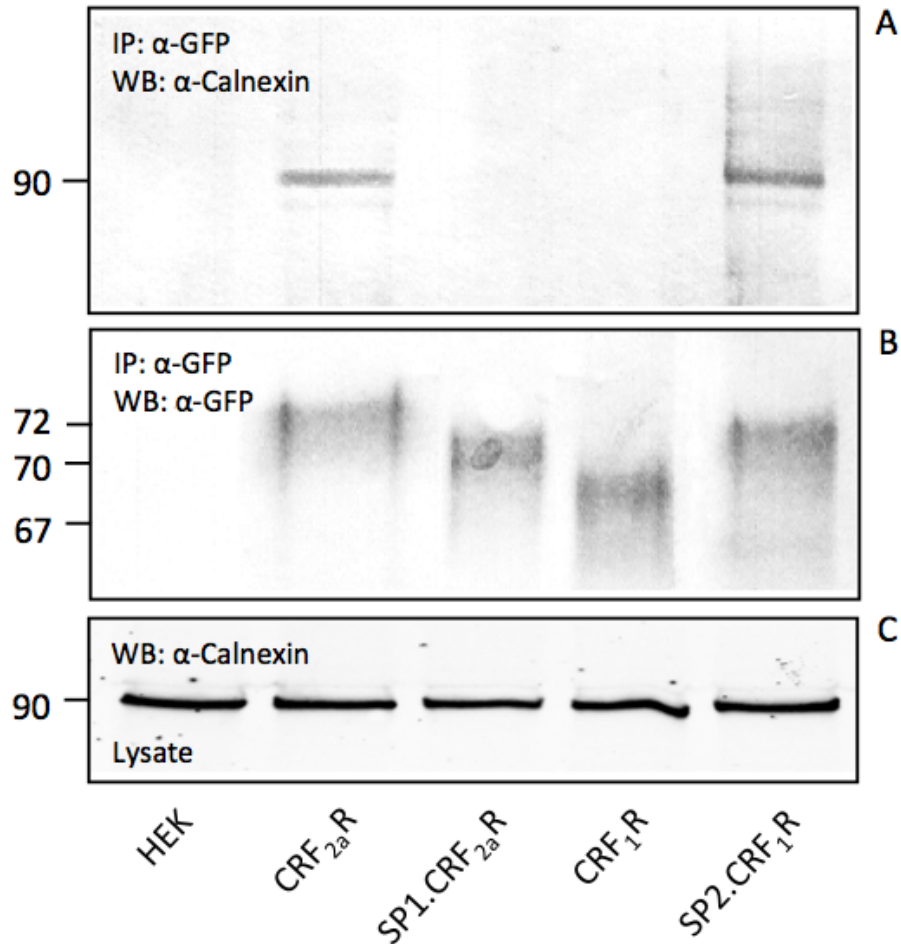 A
IP: α-GFP
WB: α-Calnexin
90
B
IP: α-GFP
WB: α-GFP
72
70
67
C
WB: α-Calnexin
90
Lysate
HEK
CRF₂ₐR
SP1.CRF₂ₐR
CRF₁R
SP2.CRF₁R